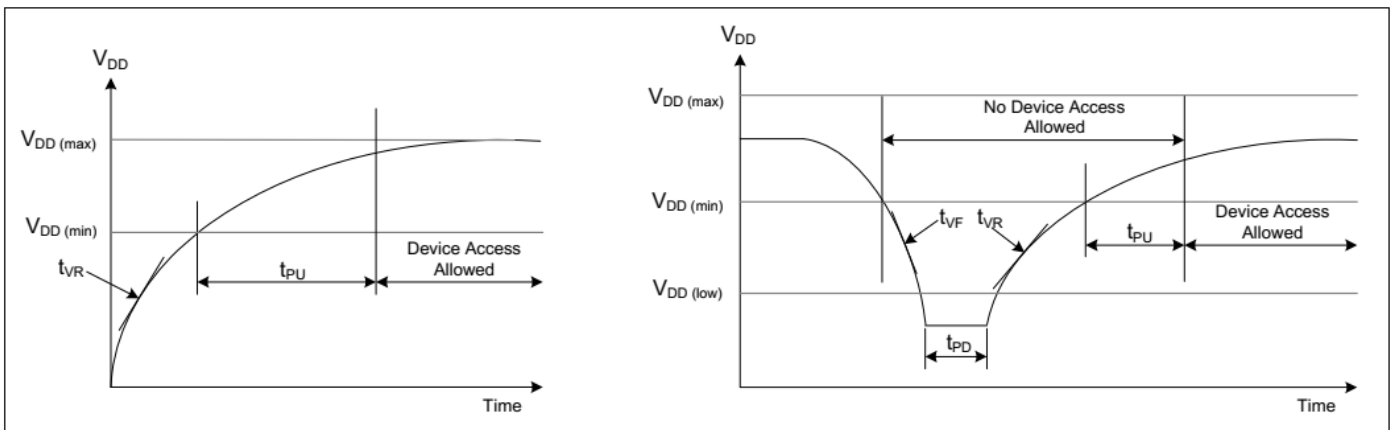 VDD
VDD (max)
VDD (min)
tVR
tPU
Device Access
Allowed
Time
VDD
VDD (max)
No Device Access
Allowed
VDD (min)
tVF
tVR
tPU
Device Access
Allowed
VDD (low)
tPD
Time